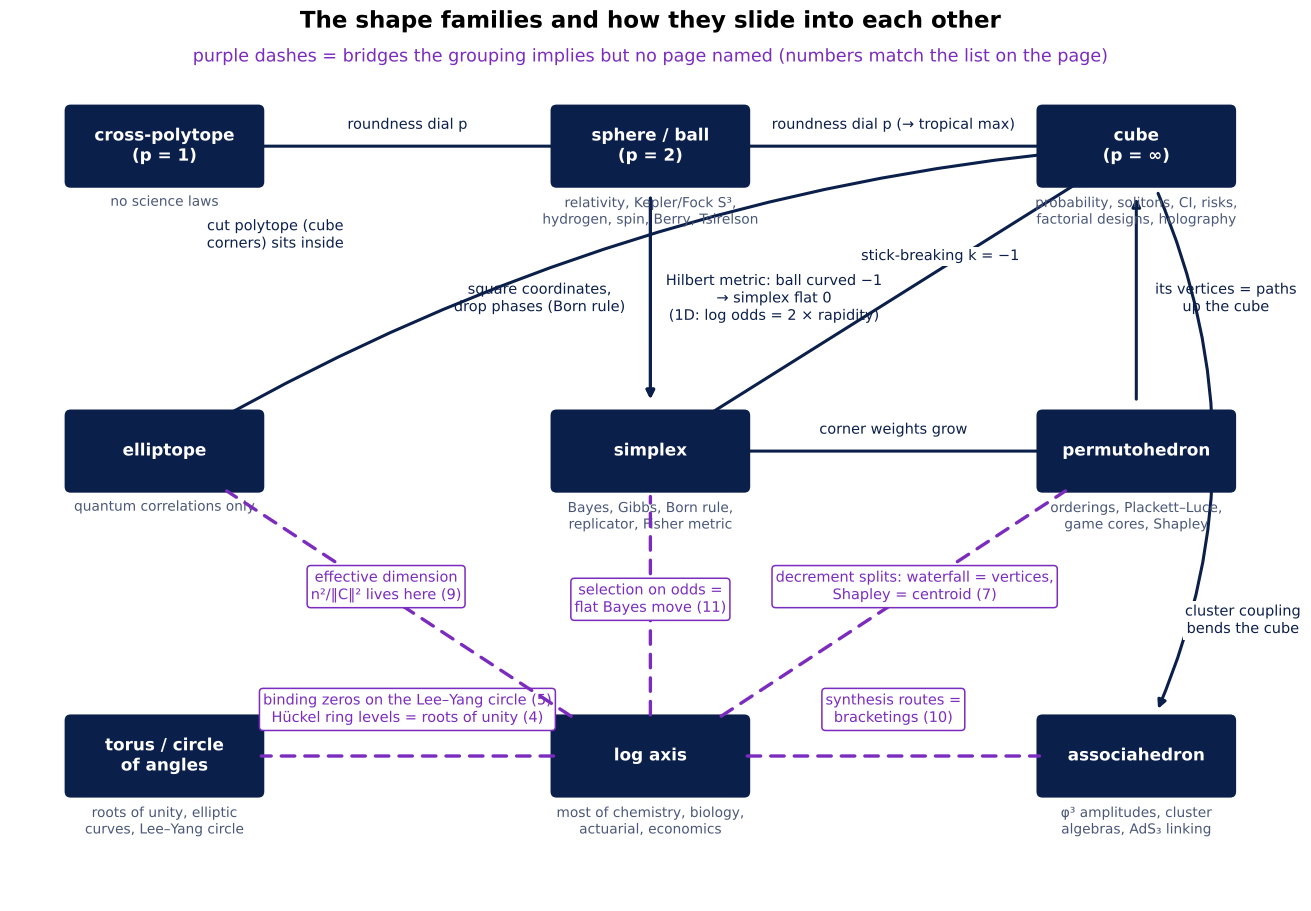 The shape families and how they slide into each other
purple dashes = bridges the grouping implies but no page named (numbers match the list on the page)
cross-polytope
(p = 1)
roundness dial p
sphere / ball
(p = 2)
roundness dial p (→ tropical max)
cube
(p = ∞)
no science laws
relativity, Kepler/Fock S³,
hydrogen, spin, Berry, Tsirelson
probability, solitons, CI, risks,
factorial designs, holography
cut polytope (cube
corners) sits inside
square coordinates,
drop phases (Born rule)
Hilbert metric: ball curved −1
→ simplex flat 0
(1D: log odds = 2 × rapidity)
stick-breaking k = −1
its vertices = paths
up the cube
elliptope
simplex
corner weights grow
permutohedron
quantum correlations only
Bayes, Gibbs, Born rule,
replicator, Fisher metric
orderings, Plackett–Luce,
game cores, Shapley
effective dimension
n²/‖C‖² lives here (9)
selection on odds =
flat Bayes move (11)
decrement splits: waterfall = vertices,
Shapley = centroid (7)
cluster coupling
bends the cube
binding zeros on the Lee–Yang circle (5)
Hückel ring levels = roots of unity (4)
synthesis routes =
bracketings (10)
torus / circle
of angles
log axis
associahedron
roots of unity, elliptic
curves, Lee–Yang circle
most of chemistry, biology,
actuarial, economics
φ³ amplitudes, cluster
algebras, AdS₃ linking